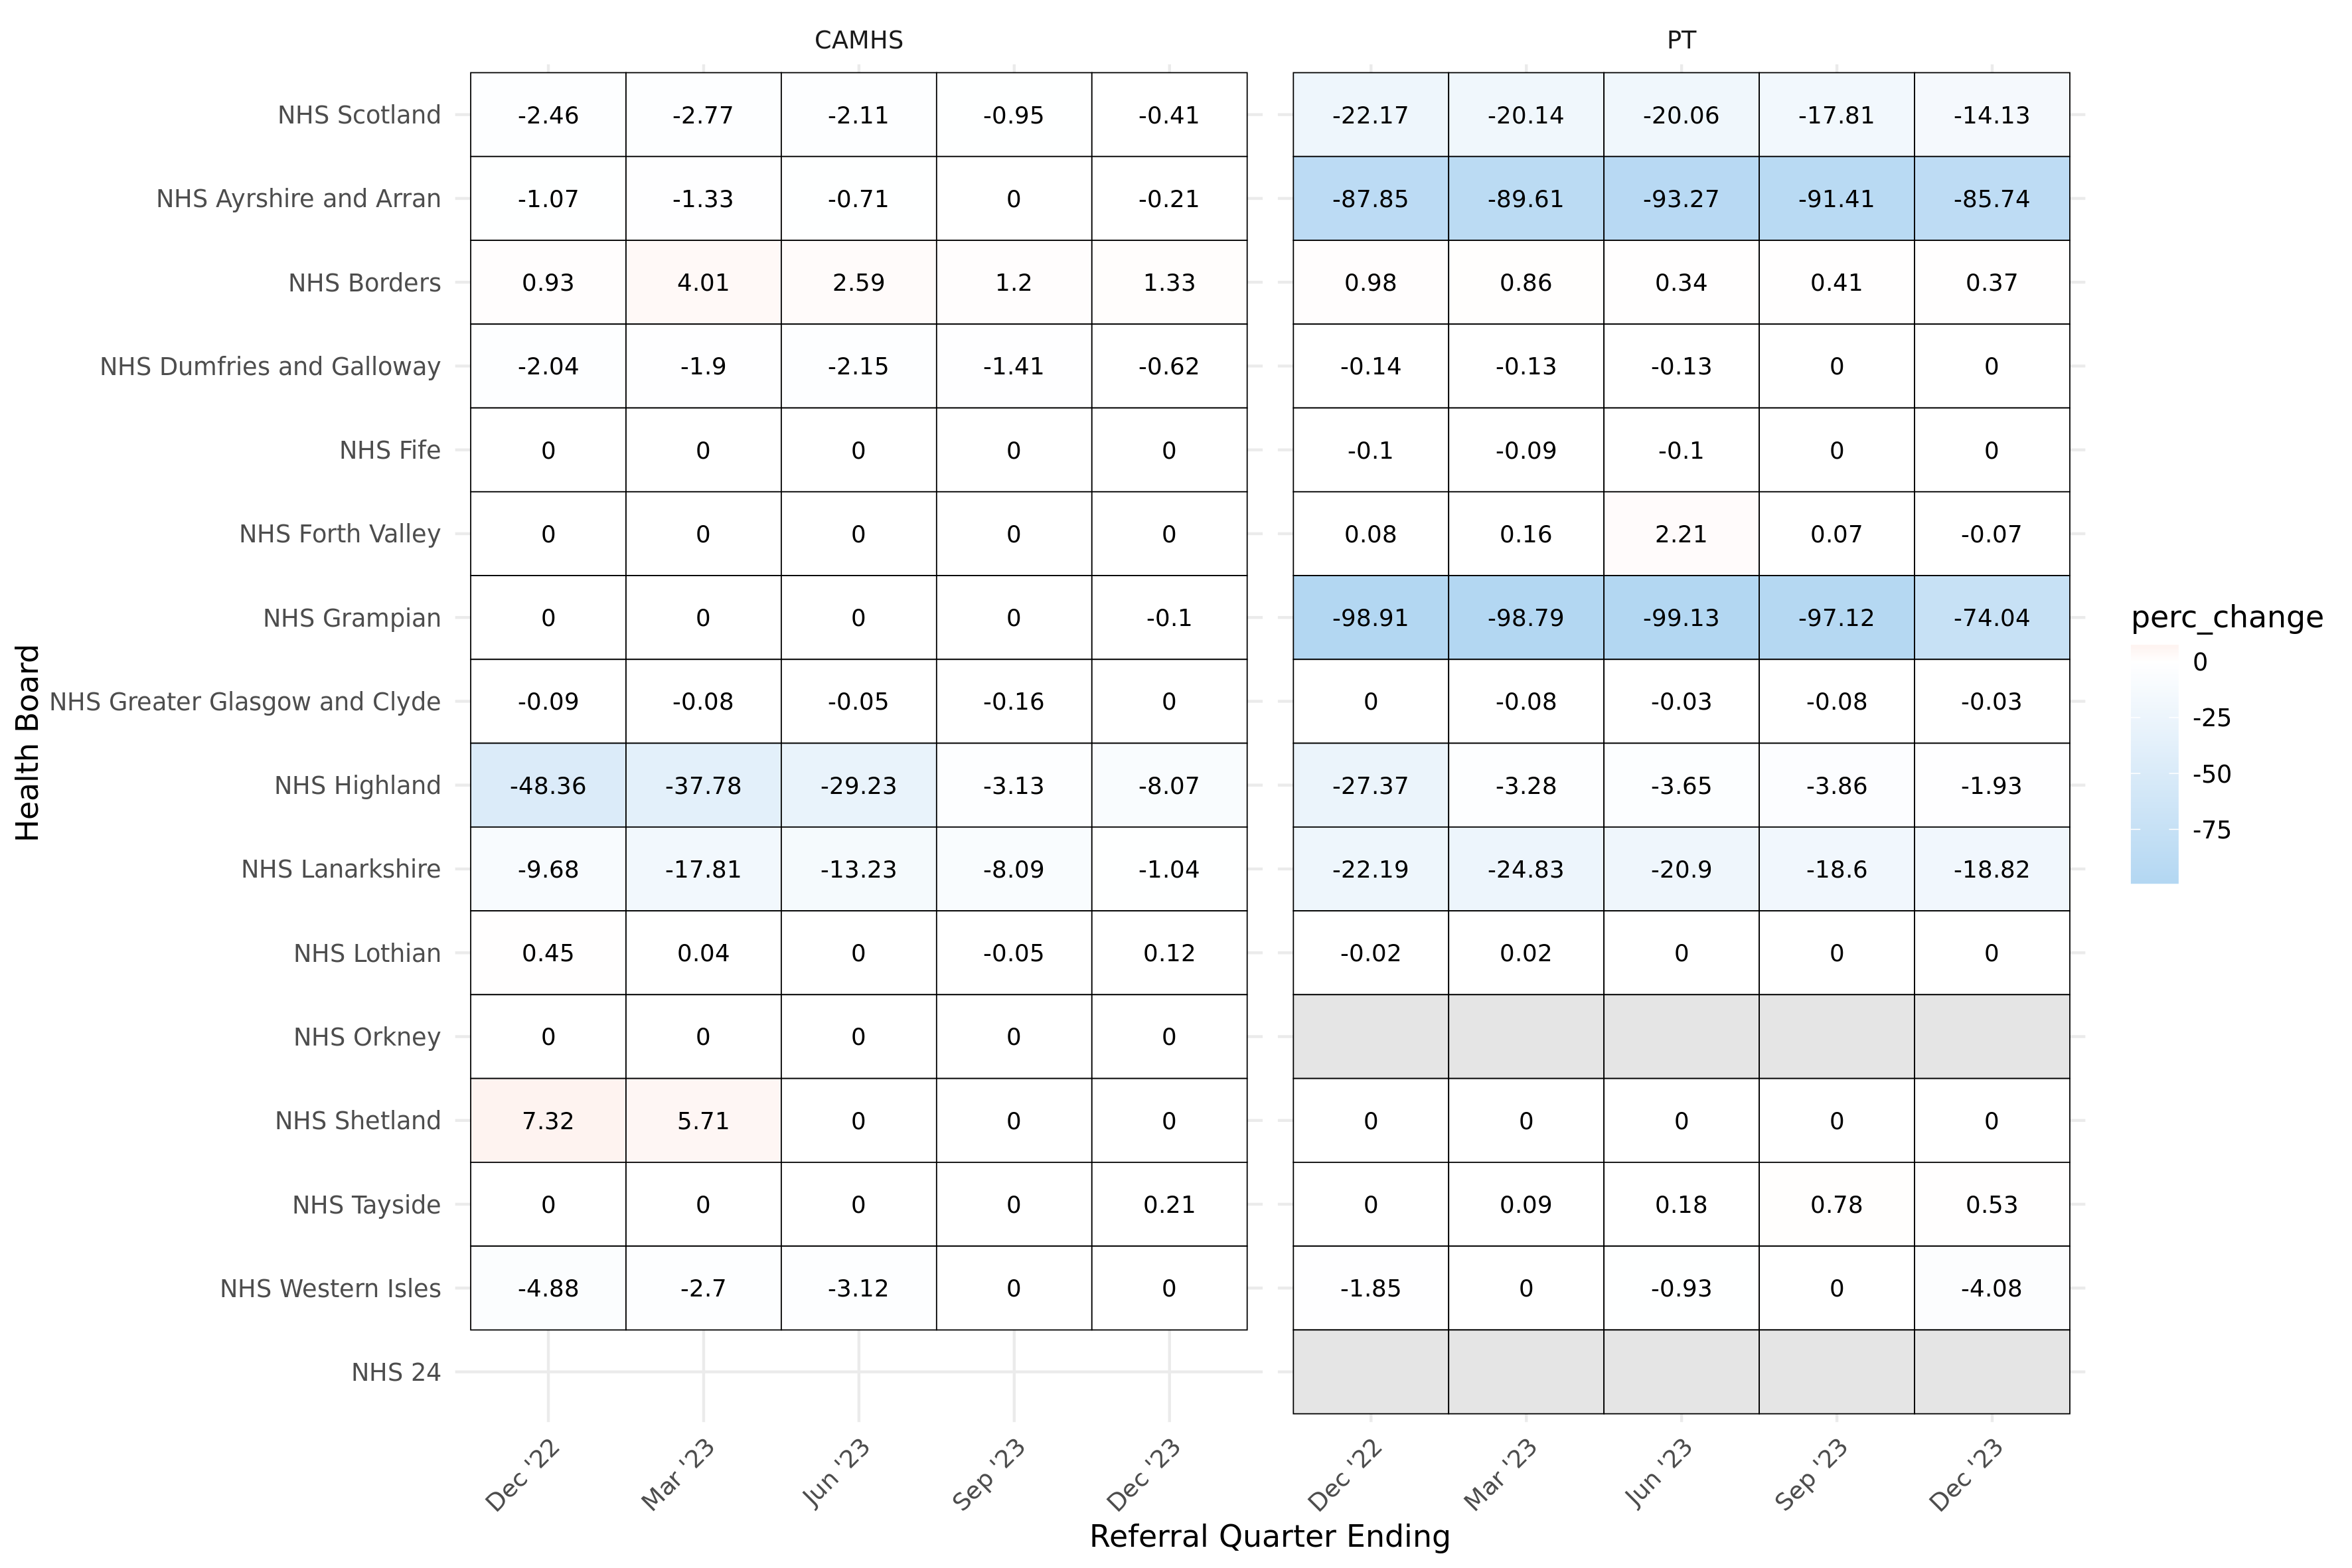 CAMHS PT
NHS Scotland -2.46 -2.77 -2.11 -0.95 -0.41 -22.17 -20.14 -20.06 -17.81 -14.13
NHS Ayrshire and Arran -1.07 -1.33 -0.71 0 -0.21 -87.85 -89.61 -93.27 -91.41 -85.74
NHS Borders 0.93 4.01 2.59 1.2 1.33 0.98 0.86 0.34 0.41 0.37
NHS Dumfries and Galloway -2.04 -1.9 -2.15 -1.41 -0.62 -0.14 -0.13 -0.13 0 0
NHS Fife 0 0 0 0 0 -0.1 -0.09 -0.1 0 0
NHS Forth Valley 0 0 0 0 0 0.08 0.16 2.21 0.07 -0.07
NHS Grampian 0 0 0 0 -0.1 -98.91 -98.79 -99.13 -97.12 -74.04
NHS Greater Glasgow and Clyde -0.09 -0.08 -0.05 -0.16 0 0 -0.08 -0.03 -0.08 -0.03
NHS Highland -48.36 -37.78 -29.23 -3.13 -8.07 -27.37 -3.28 -3.65 -3.86 -1.93
NHS Lanarkshire -9.68 -17.81 -13.23 -8.09 -1.04 -22.19 -24.83 -20.9 -18.6 -18.82
NHS Lothian 0.45 0.04 0 -0.05 0.12 -0.02 0.02 0 0 0
NHS Orkney 0 0 0 0 0
NHS Shetland 7.32 5.71 0 0 0 0 0 0 0 0
NHS Tayside 0 0 0 0 0.21 0 0.09 0.18 0.78 0.53
NHS Western Isles -4.88 -2.7 -3.12 0 0 -1.85 0 -0.93 0 -4.08
NHS 24
Dec '22 Mar '23 Jun '23 Sep '23 Dec '23 Dec '22 Mar '23 Jun '23 Sep '23 Dec '23
Referral Quarter Ending
Health Board
perc_change
0
-25
-50
-75